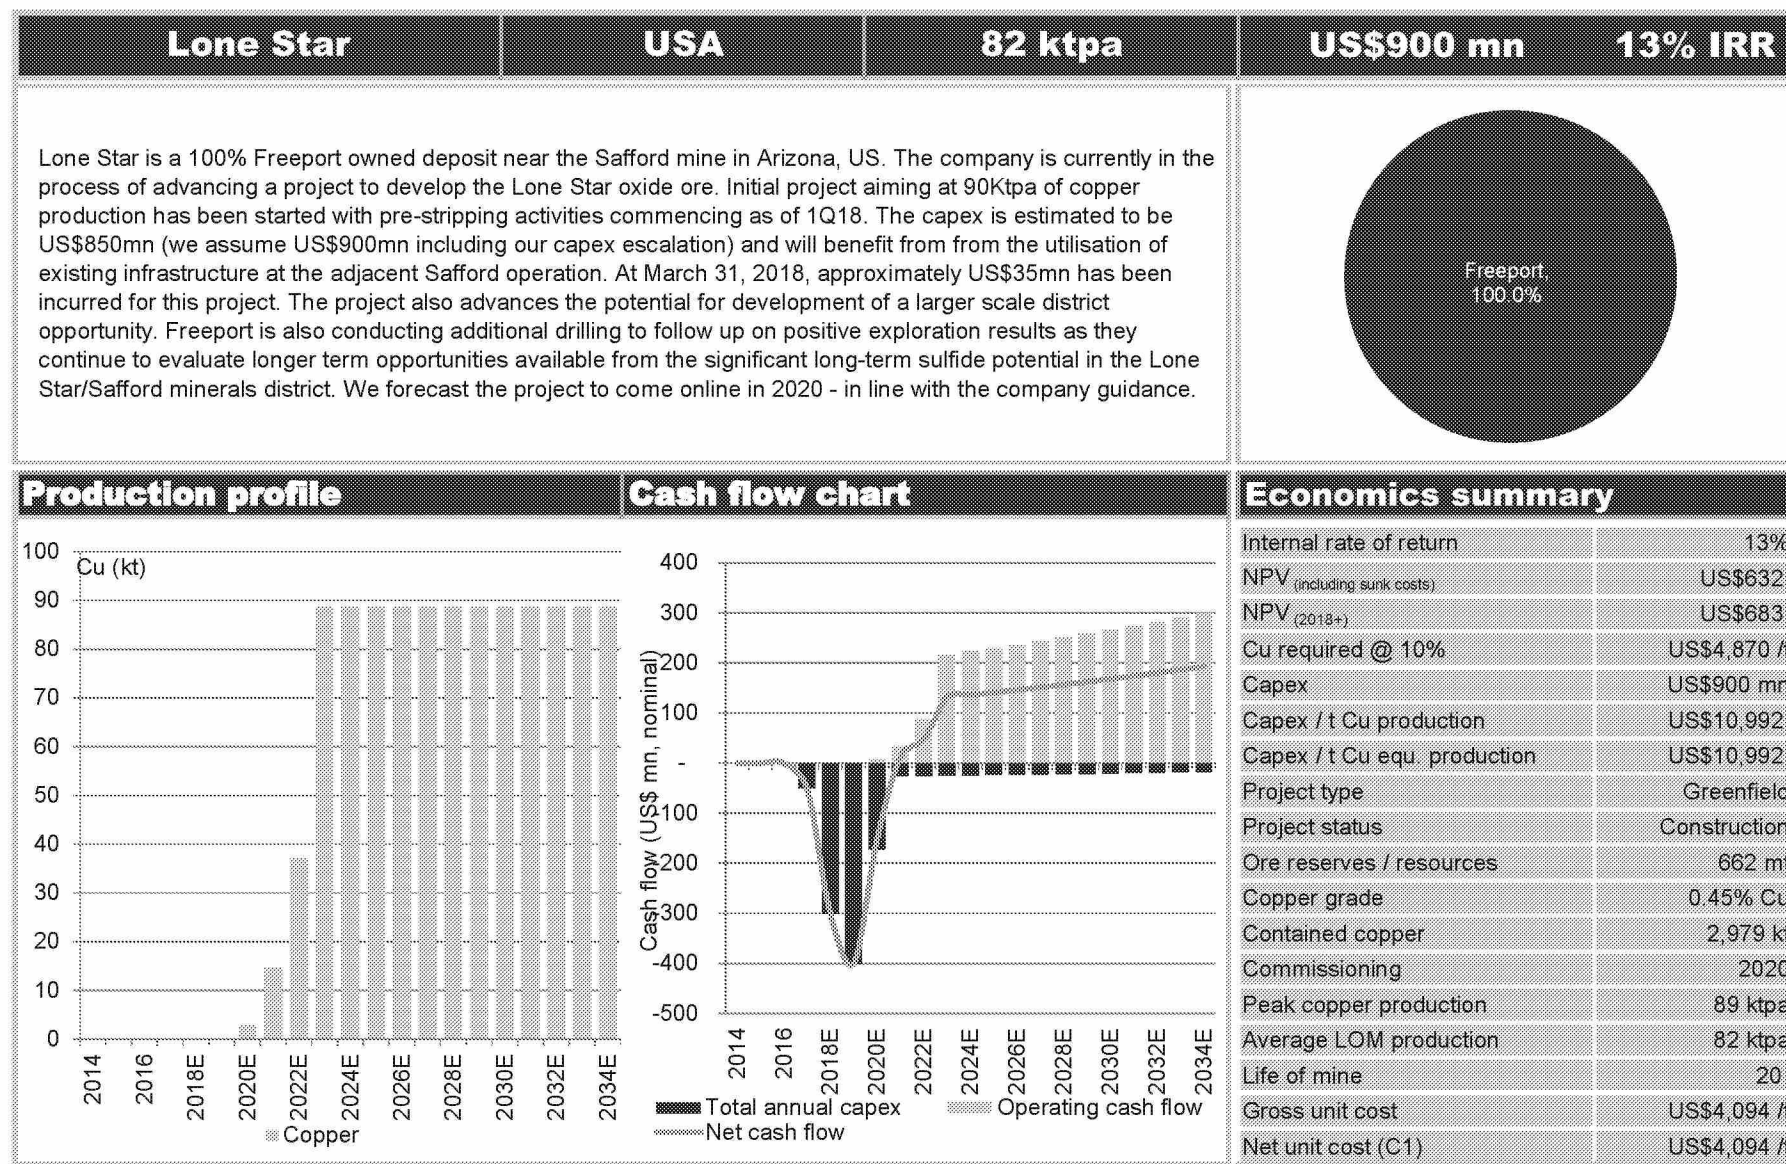 Lone Star USA 82 ktpa US$900 mn 13% IRR
Lone Star is a 100% Freeport owned deposit near the Safford mine in Arizona, US. The company is currently in the
process of advancing a project to develop the Lone Star oxide ore. Initial project aiming at 90Ktpa of copper
production has been started with pre-stripping activities commencing as of 1Q18. The capex is estimated to be
US$850mn (we assume US$900mn including our capex escalation) and will benefit from from the utilisation of
existing infrastructure at the adjacent Safford operation. At March 31, 2018, approximately US$35mn has been
incurred for this project. The project also advances the potential for development of a larger scale district
opportunity. Freeport is also conducting additional drilling to follow up on positive exploration results as they
continue to evaluate longer term opportunities available from the significant long-term sulfide potential in the Lone
Star/Safford minerals district. We forecast the project to come online in 2020 - in line with the company guidance.
Freeport,
100.0%
Production profile
Cu (kt)
100
90
80
70
60
50
40
30
20
10
0
2014 2016 2018E 2020E 2022E 2024E 2026E 2028E 2030E 2032E 2034E
Copper
Cash flow chart
Cash flow (US$ mn, nominal)
400
300
200
100
-
-100
-200
-300
-400
-500
2014 2016 2018E 2020E 2022E 2024E 2026E 2028E 2030E 2032E 2034E
Total annual capex Operating cash flow
Net cash flow
Economics summary
Internal rate of return 13%
NPV (including sunk costs) US$632
NPV (2018+) US$683
Cu required @ 10% US$4,870 /t
Capex US$900 mn
Capex / t Cu production US$10,992
Capex / t Cu equ. production US$10,992
Project type Greenfield
Project status Construction
Ore reserves / resources 662 mt
Copper grade 0.45% Cu
Contained copper 2,979 kt
Commissioning 2020
Peak copper production 89 ktpa
Average LOM production 82 ktpa
Life of mine 20
Gross unit cost US$4,094 /t
Net unit cost (C1) US$4,094 /t